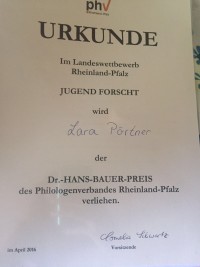 phv
URKUNDE
Im Landeswettbewerb
Rheinland-Pfalz
JUGEND FORSCHT
wird
Lara Pörtner
der
Dr.-HANS-BAUER-PREIS
des Philologenverbandes Rheinland-Pfalz
verliehen.
im April 2016
Vorsitzende